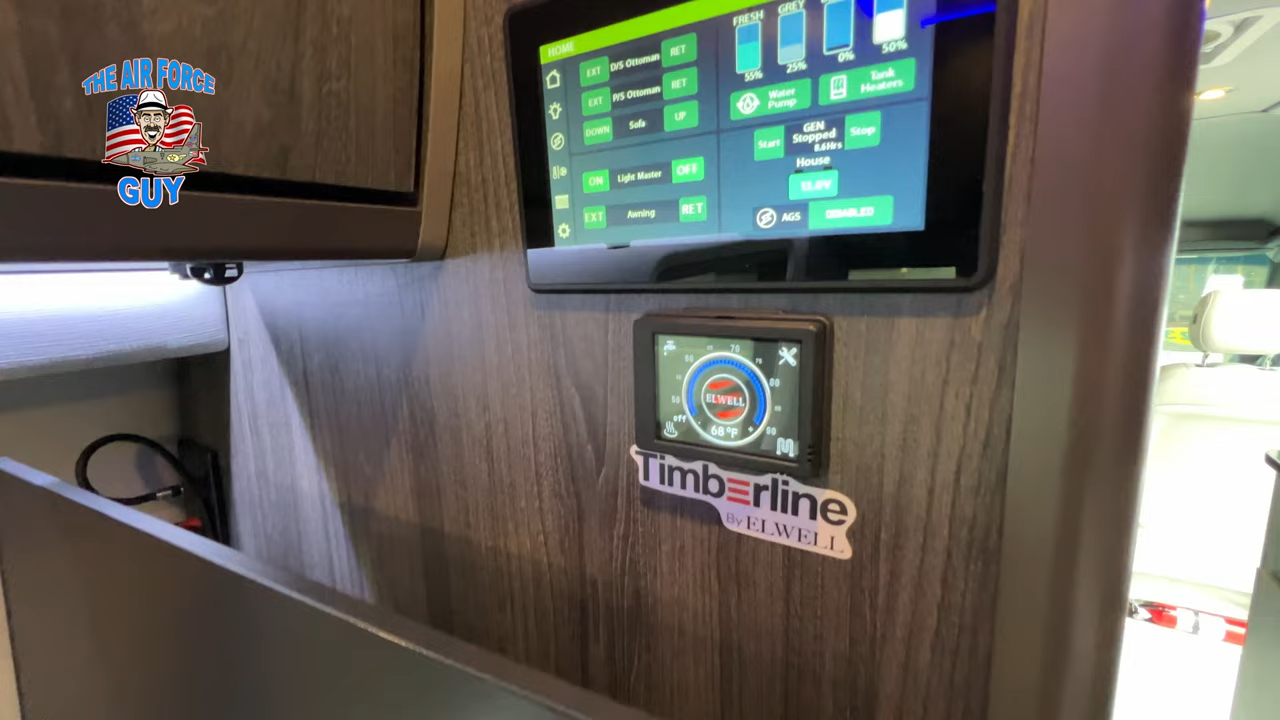 THE AIR FORCE
GUY
HOME
EXT D/S Ottoman RET
EXT P/S Ottoman RET
DOWN Sofa UP
ON Light Master OFF
EXT Awning RET
FRESH GREY
55% 25% 0% 50%
Water Pump
Tank Heaters
GEN
Start Stopped Stop
8.6Hrs
House
AGS DISABLED
50 60 70 80 90
off
ELWELL
68 °F
Timberline
By ELWELL